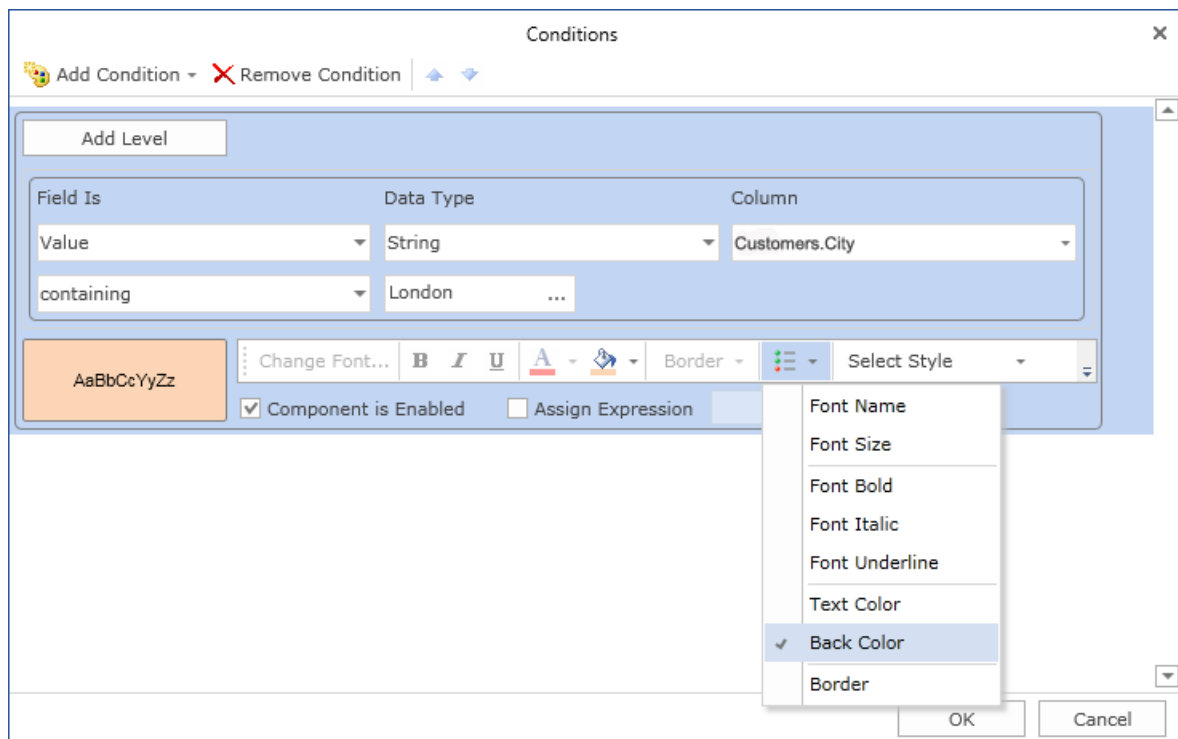 Conditions
Add Condition Remove Condition
Add Level
Field Is Data Type Column
Value String Customers.City
containing London ...
AaBbCcYyZz
Change Font... B I U A Border Select Style
Component is Enabled Assign Expression
Font Name
Font Size
Font Bold
Font Italic
Font Underline
Text Color
Back Color
Border
OK Cancel